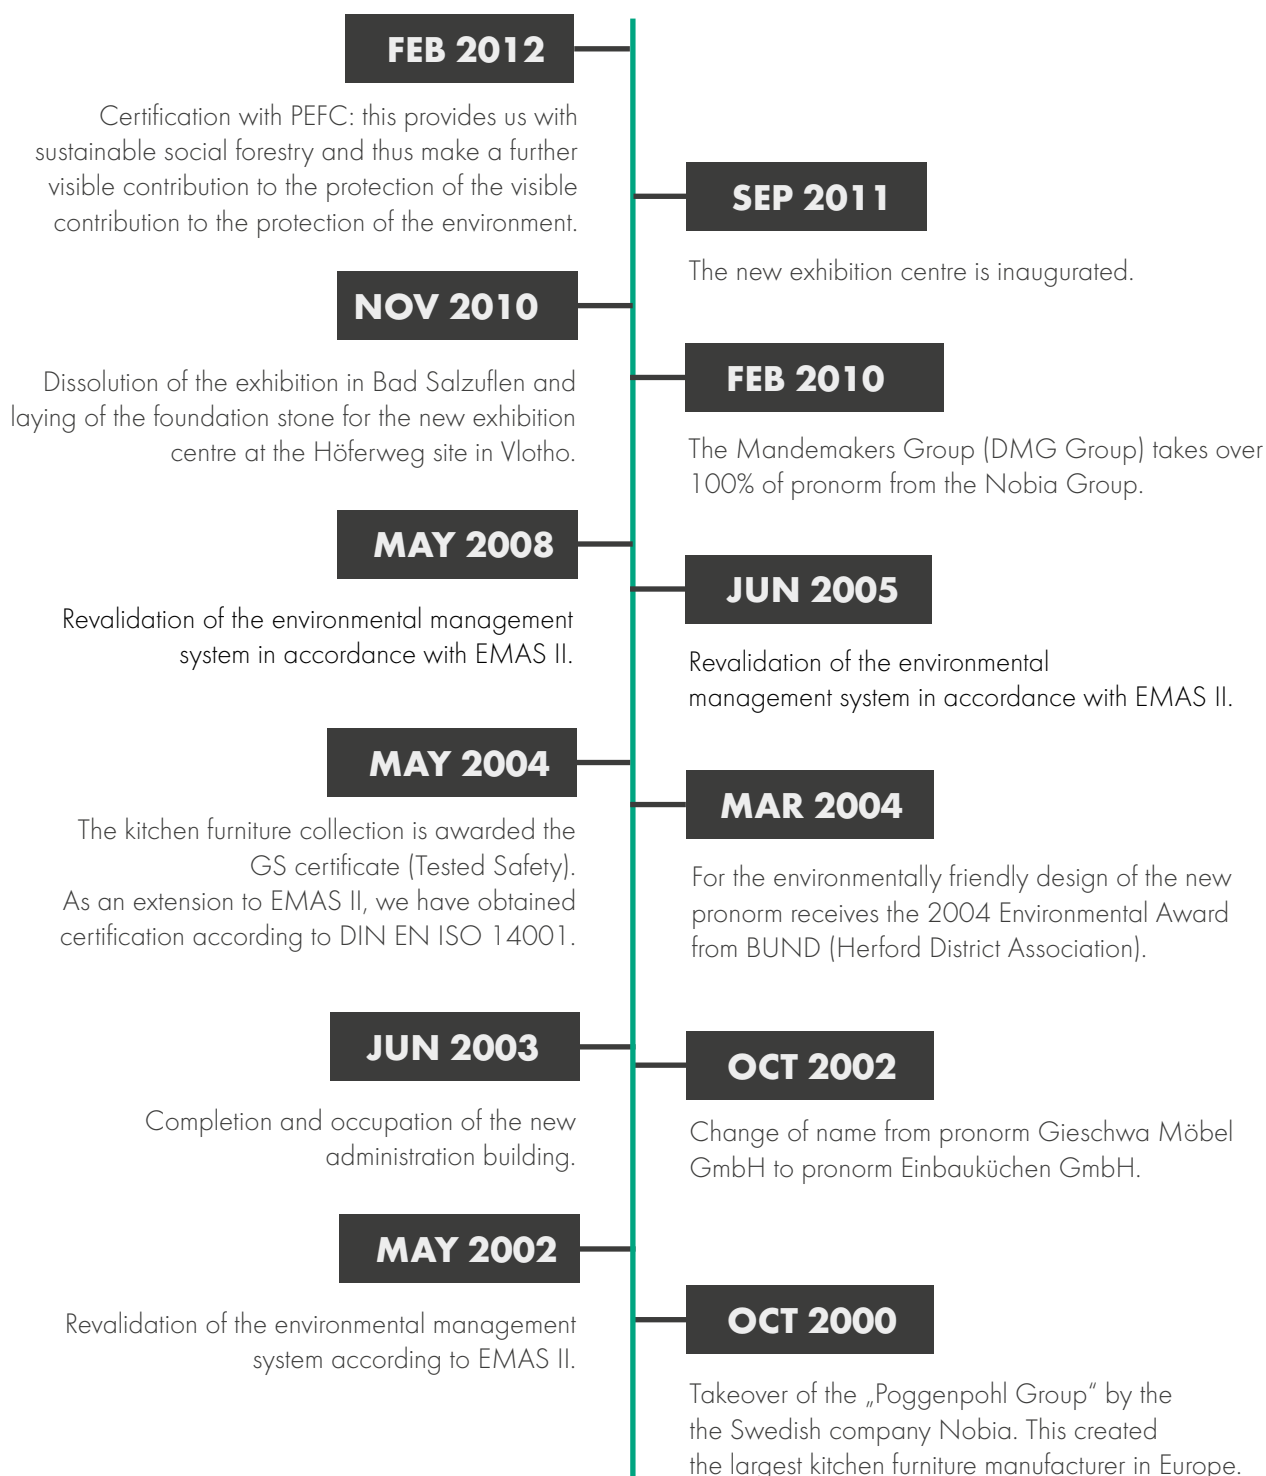 FEB 2012
Certification with PEFC: this provides us with
sustainable social forestry and thus make a further
visible contribution to the protection of the visible
contribution to the protection of the environment.
SEP 2011
The new exhibition centre is inaugurated.
NOV 2010
Dissolution of the exhibition in Bad Salzuflen and
laying of the foundation stone for the new exhibition
centre at the Höferweg site in Vlotho.
FEB 2010
The Mandemakers Group (DMG Group) takes over
100% of pronorm from the Nobia Group.
MAY 2008
Revalidation of the environmental management
system in accordance with EMAS II.
JUN 2005
Revalidation of the environmental
management system in accordance with EMAS II.
MAY 2004
The kitchen furniture collection is awarded the
GS certificate (Tested Safety).
As an extension to EMAS II, we have obtained
certification according to DIN EN ISO 14001.
MAR 2004
For the environmentally friendly design of the new
pronorm receives the 2004 Environmental Award
from BUND (Herford District Association).
JUN 2003
Completion and occupation of the new
administration building.
OCT 2002
Change of name from pronorm Gieschwa Möbel
GmbH to pronorm Einbauküchen GmbH.
MAY 2002
Revalidation of the environmental management
system according to EMAS II.
OCT 2000
Takeover of the „Poggenpohl Group“ by the
the Swedish company Nobia. This created
the largest kitchen furniture manufacturer in Europe.